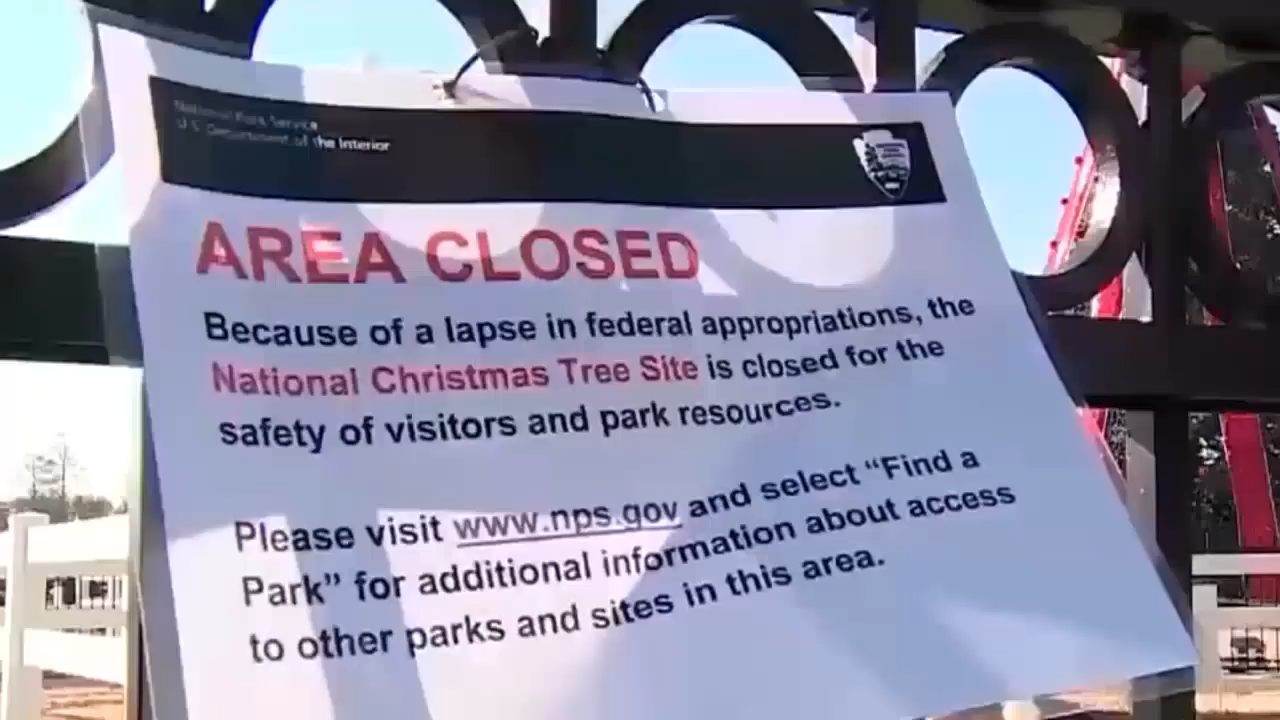 National Park Service
U.S. Department of the Interior
AREA CLOSED
Because of a lapse in federal appropriations, the
National Christmas Tree Site is closed for the
safety of visitors and park resources.
Please visit www.nps.gov and select “Find a
Park” for additional information about access
to other parks and sites in this area.